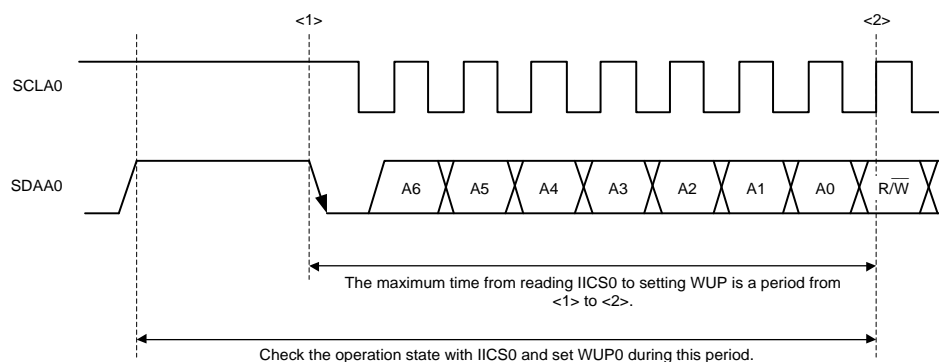 <1> <2>
SCLA0
SDAA0 A6 A5 A4 A3 A2 A1 A0 R/W̅
The maximum time from reading IICS0 to setting WUP is a period from
<1> to <2>.
Check the operation state with IICS0 and set WUP0 during this period.